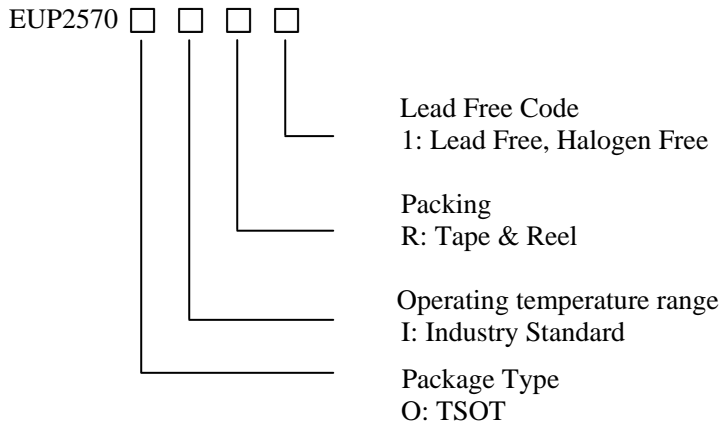 EUP2570
Lead Free Code
1: Lead Free, Halogen Free
Packing
R: Tape & Reel
Operating temperature range
I: Industry Standard
Package Type
O: TSOT